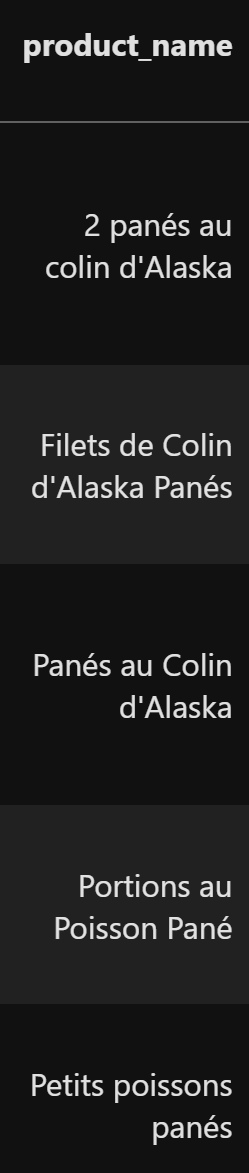 product_name
2 panés au
colin d'Alaska
Filets de Colin
d'Alaska Panés
Panés au Colin
d'Alaska
Portions au
Poisson Pané
Petits poissons
panés